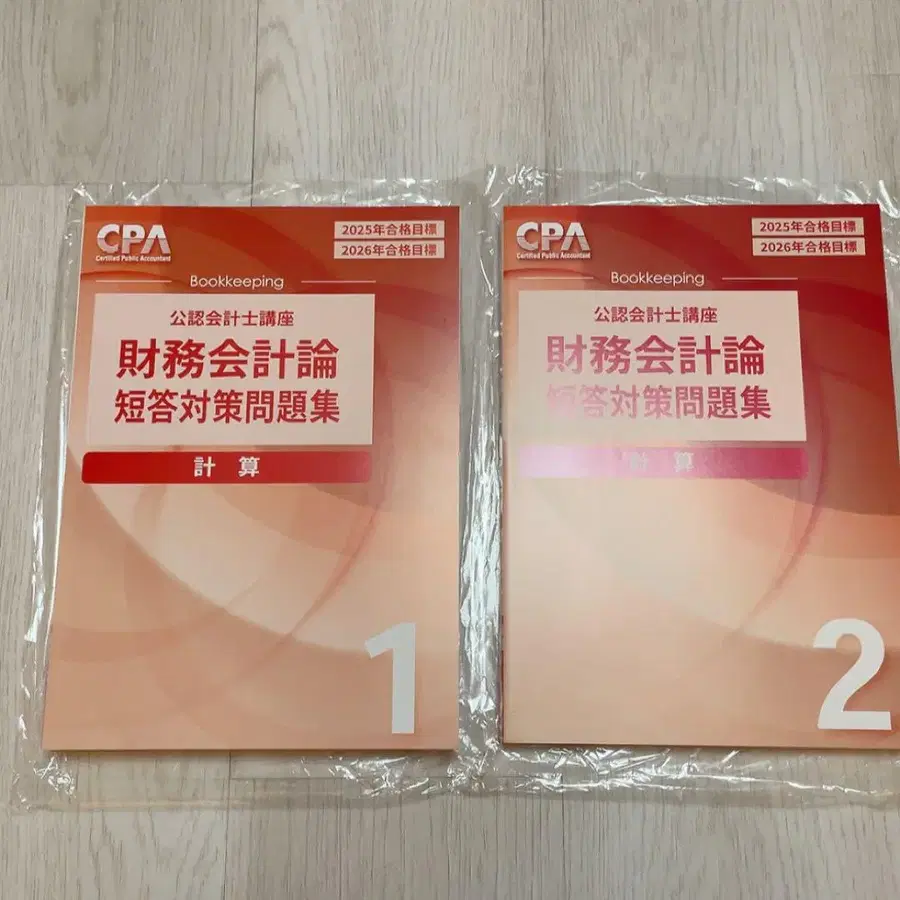 CPA
Certified Public Accountant
2025年合格目標
2026年合格目標
Bookkeeping
公認会計士講座
財務会計論
短答対策問題集
計算
1
CPA
Certified Public Accountant
2025年合格目標
2026年合格目標
Bookkeeping
公認会計士講座
財務会計論
短答対策問題集
計算
2